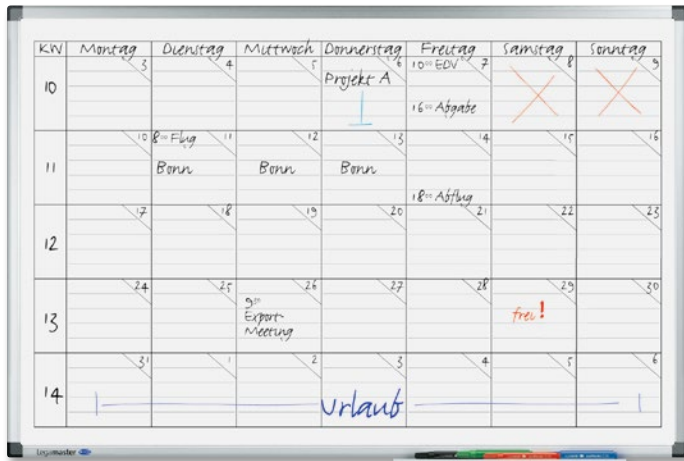 KW Montag Dienstag Mittwoch Donnerstag Freitag Samstag Sonntag
10 3 4 5 6 7 8 9
Projekt A
10⁰⁰ EDV
16⁰⁰ Abgabe
11 10 11 12 13 14 15 16
8⁰⁰ Flug
Bonn Bonn Bonn
18⁰⁰ Abflug
12 17 18 19 20 21 22 23
13 24 25 26 27 28 29 30
9⁰⁰
Export-
Meeting
frei!
14 31 1 2 3 4 5 6
Urlaub
Legamaster